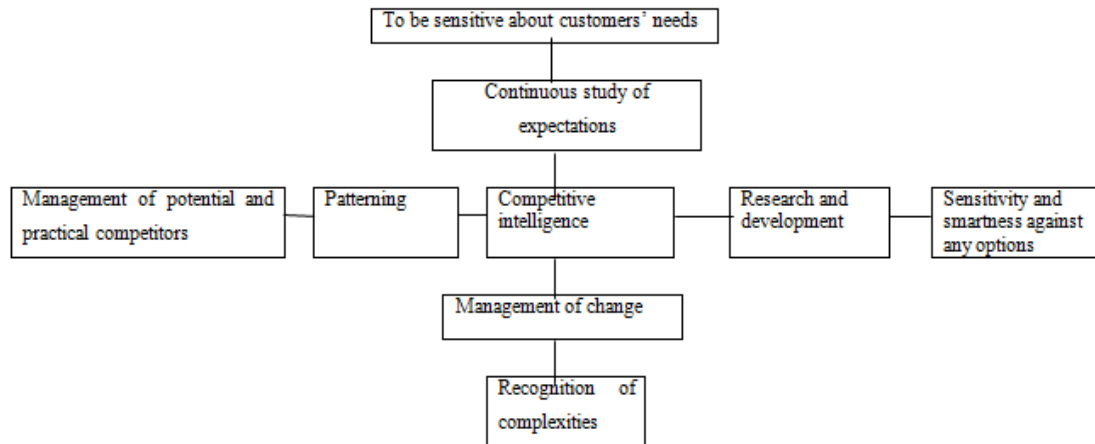 To be sensitive about customers' needs
Continuous study of
expectations
Management of potential and
practical competitors
Patterning
Competitive
intelligence
Research and
development
Sensitivity and
smartness against
any options
Management of change
Recognition of
complexities